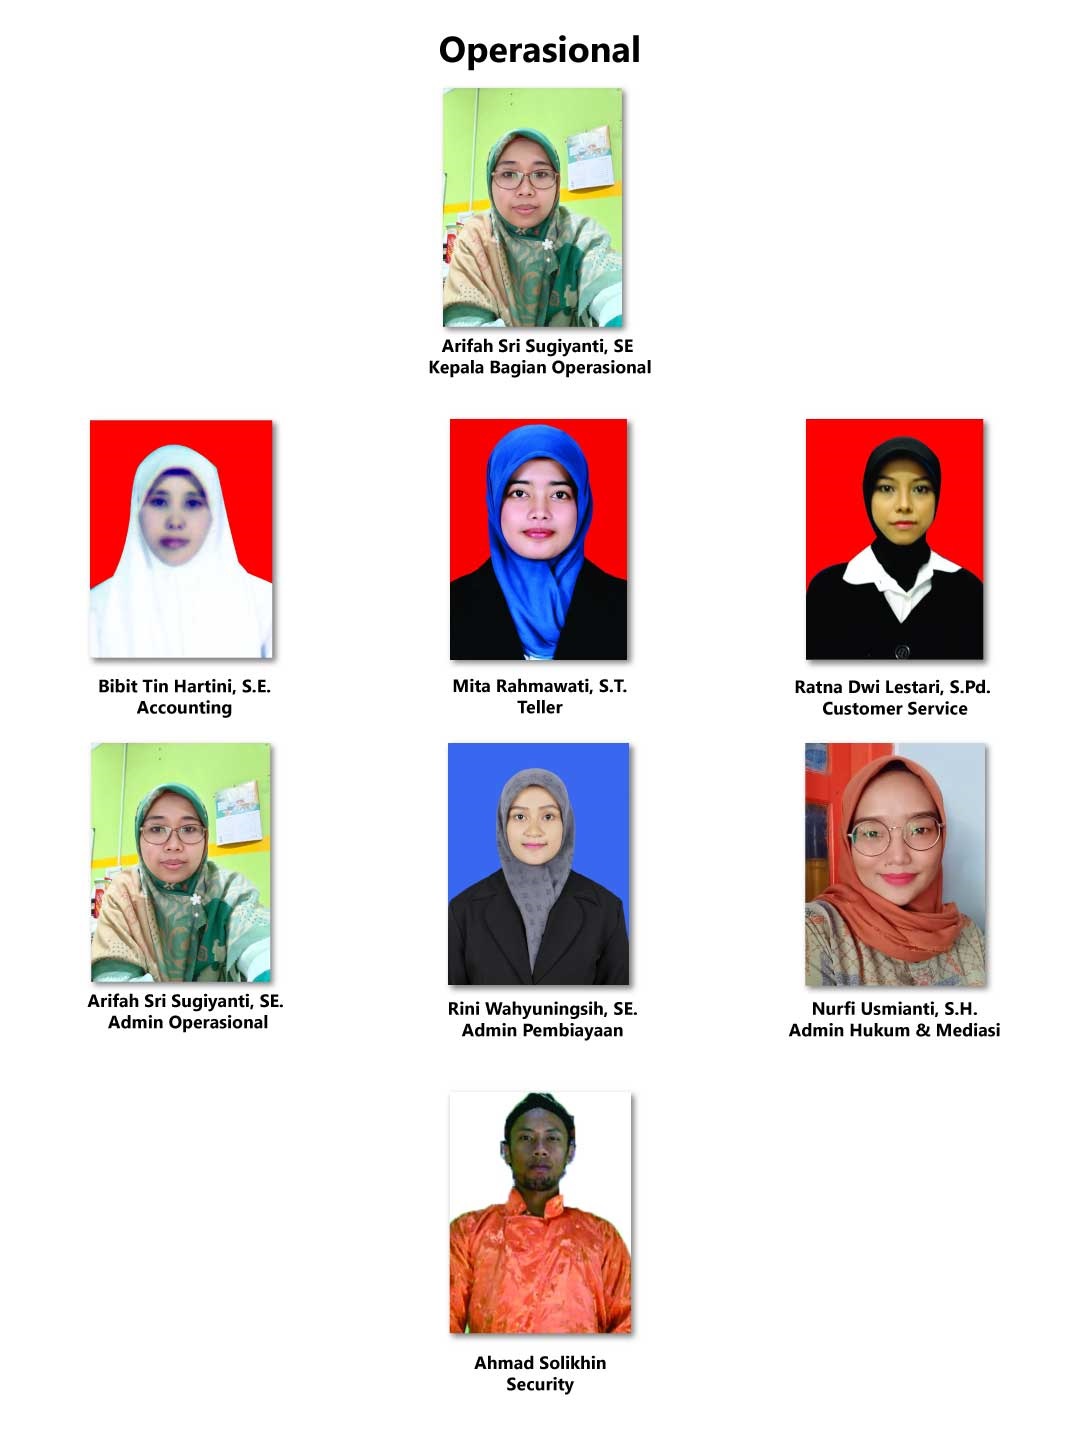 Operasional
Arifah Sri Sugiyanti, SE
Kepala Bagian Operasional
Bibit Tin Hartini, S.E.
Accounting
Mita Rahmawati, S.T.
Teller
Ratna Dwi Lestari, S.Pd.
Customer Service
Arifah Sri Sugiyanti, SE.
Admin Operasional
Rini Wahyuningsih, SE.
Admin Pembiayaan
Nurfi Usmianti, S.H.
Admin Hukum & Mediasi
Ahmad Solikhin
Security